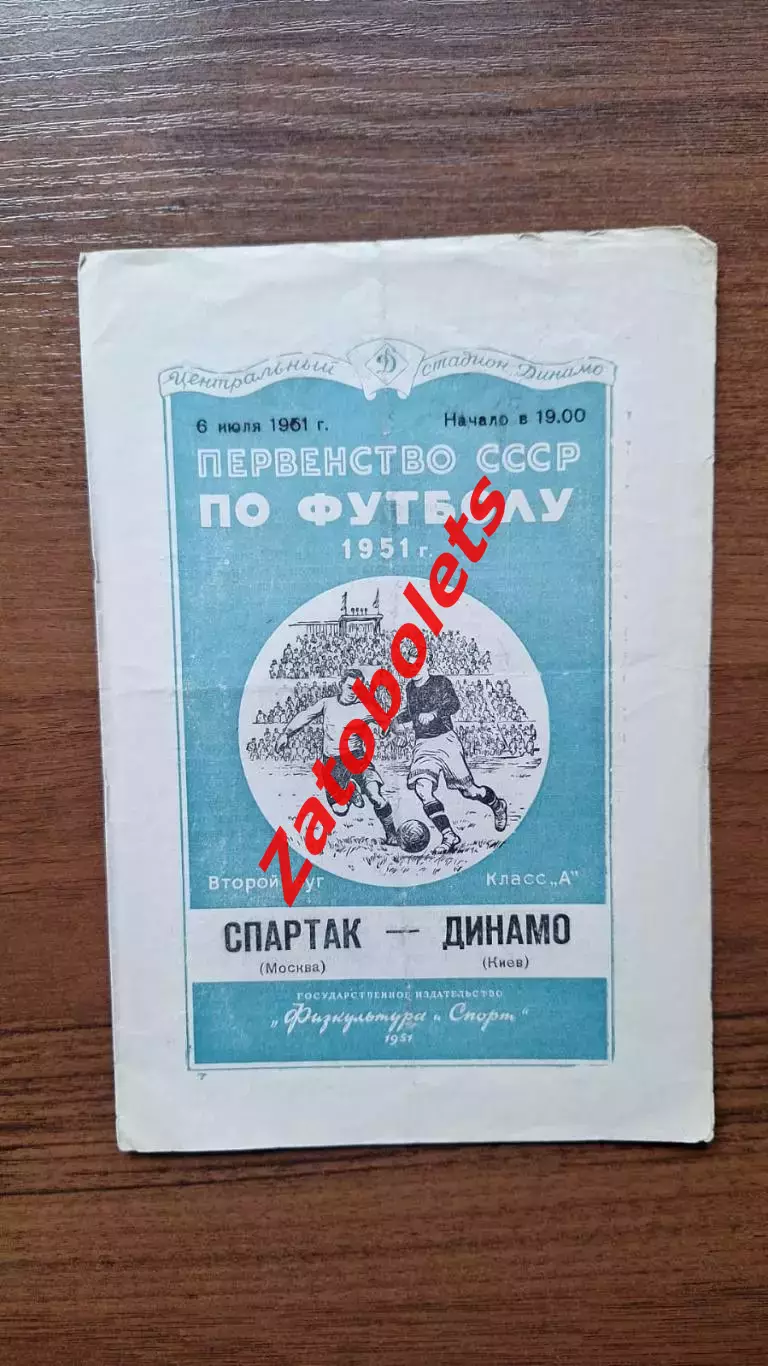 Центральный Д стадион Динамо
6 июля 1951 г. Начало в 19.00
ПЕРВЕНСТВО СССР
ПО ФУТБОЛУ
1951 г.
Zatobolets
Второй Класс „А"
СПАРТАК — ДИНАМО
(Москва) (Киев)
ГОСУДАРСТВЕННОЕ ИЗДАТЕЛЬСТВО
„Физкультура и Спорт"
1951